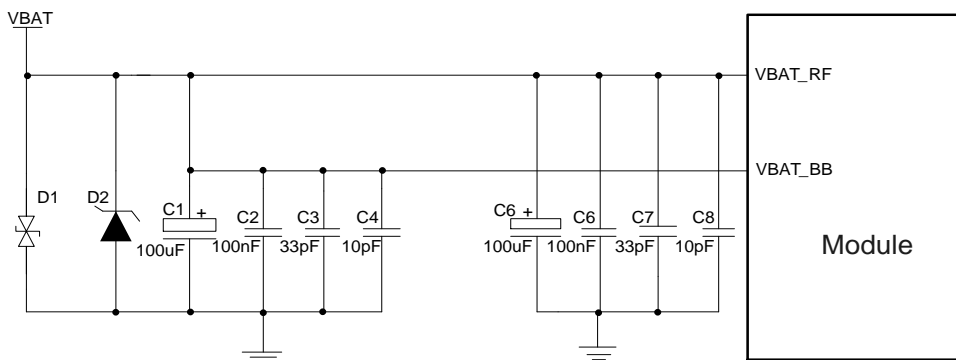 VBAT
VBAT_RF
VBAT_BB
D1
D2
C1
+
100uF
C2
100nF
C3
33pF
C4
10pF
C6
+
100uF
C6
100nF
C7
33pF
C8
10pF
Module